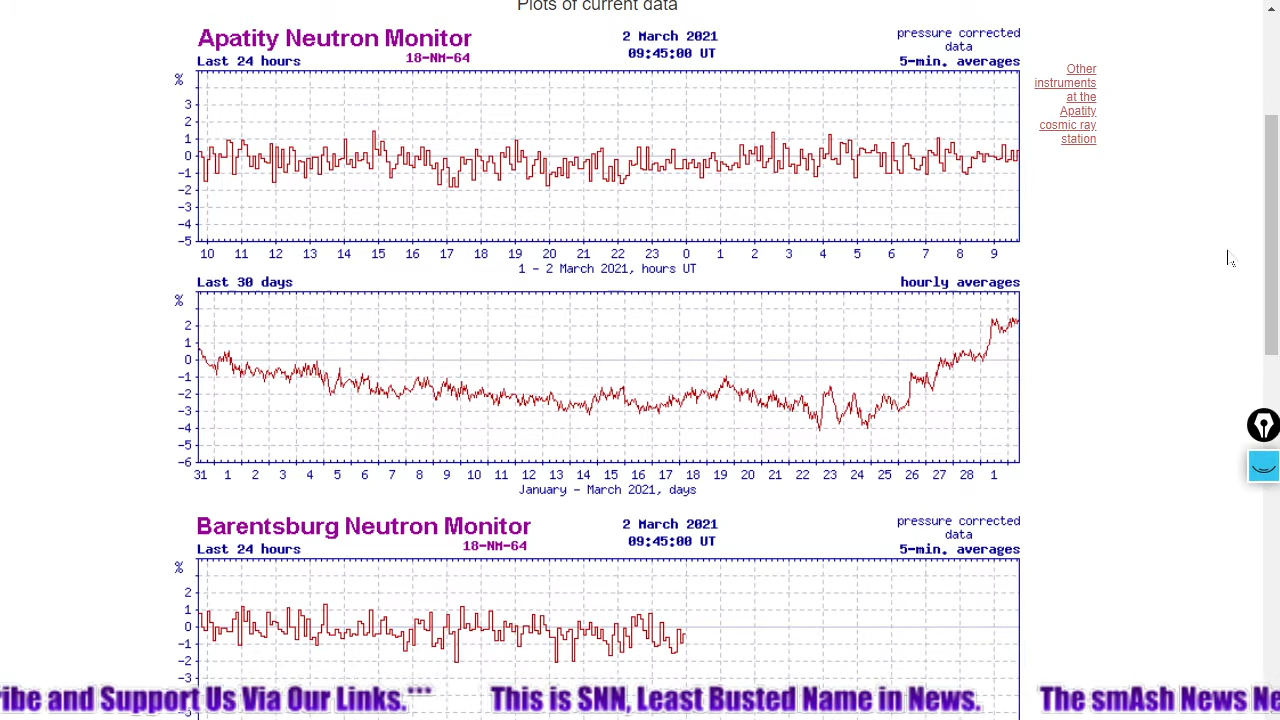 Plots of current data
Apatity Neutron Monitor
18-NM-64
2 March 2021
09:45:00 UT
pressure corrected
data
Last 24 hours
5-min. averages
%
3
2
1
0
-1
-2
-3
-4
-5
10 11 12 13 14 15 16 17 18 19 20 21 22 23 0 1 2 3 4 5 6 7 8 9
1 - 2 March 2021, hours UT
Other
instruments
at the
Apatity
cosmic ray
station
Last 30 days
hourly averages
%
2
1
0
-1
-2
-3
-4
-5
-6
31 1 2 3 4 5 6 7 8 9 10 11 12 13 14 15 16 17 18 19 20 21 22 23 24 25 26 27 28 1
January - March 2021, days
Barentsburg Neutron Monitor
18-NM-64
2 March 2021
09:45:00 UT
pressure corrected
data
Last 24 hours
5-min. averages
%
2
1
0
-1
-2
-3
ribe and Support Us Via Our Links.*** This is SNN, Least Busted Name in News. The smAsh News Ne